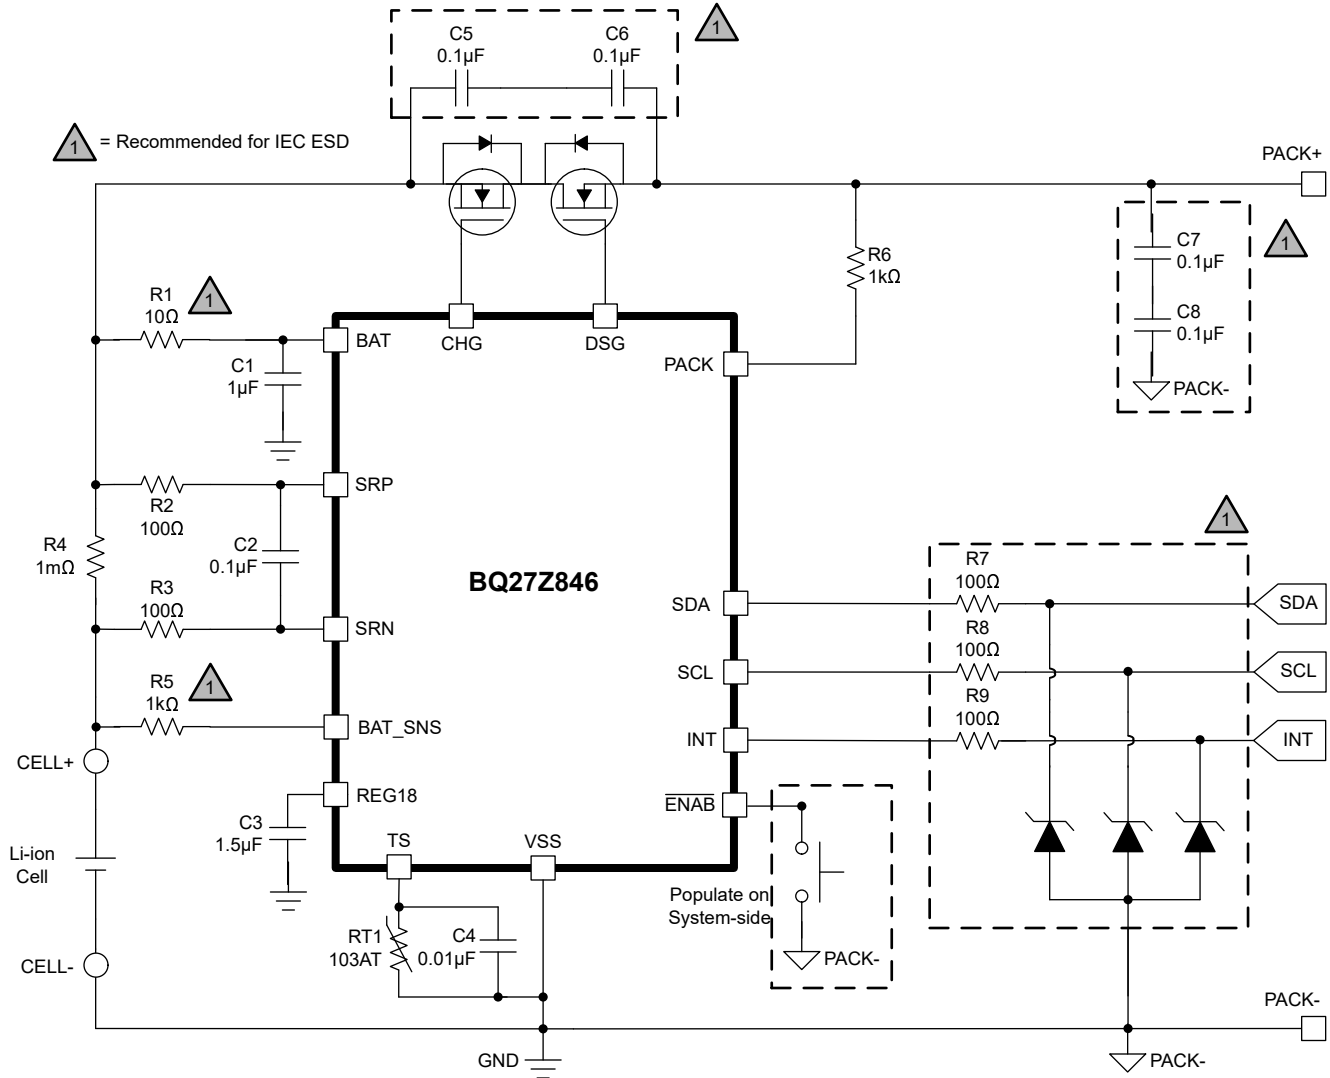 C5
0.1µF
C6
0.1µF
1
1
= Recommended for IEC ESD
PACK+
C7
0.1µF
C8
0.1µF
PACK-
1
R6
1kΩ
R1
10Ω
1
C1
1µF
BAT
CHG
DSG
PACK
R2
100Ω
SRP
R4
1mΩ
C2
0.1µF
R3
100Ω
SRN
R5
1kΩ
1
BAT_SNS
BQ27Z846
CELL+
REG18
C3
1.5µF
Li-ion
Cell
CELL-
TS
VSS
RT1
103AT
C4
0.01µF
GND
SDA
SCL
INT
ENAB
1
R7
100Ω
R8
100Ω
R9
100Ω
SDA
SCL
INT
Populate on
System-side
PACK-
PACK-
PACK-